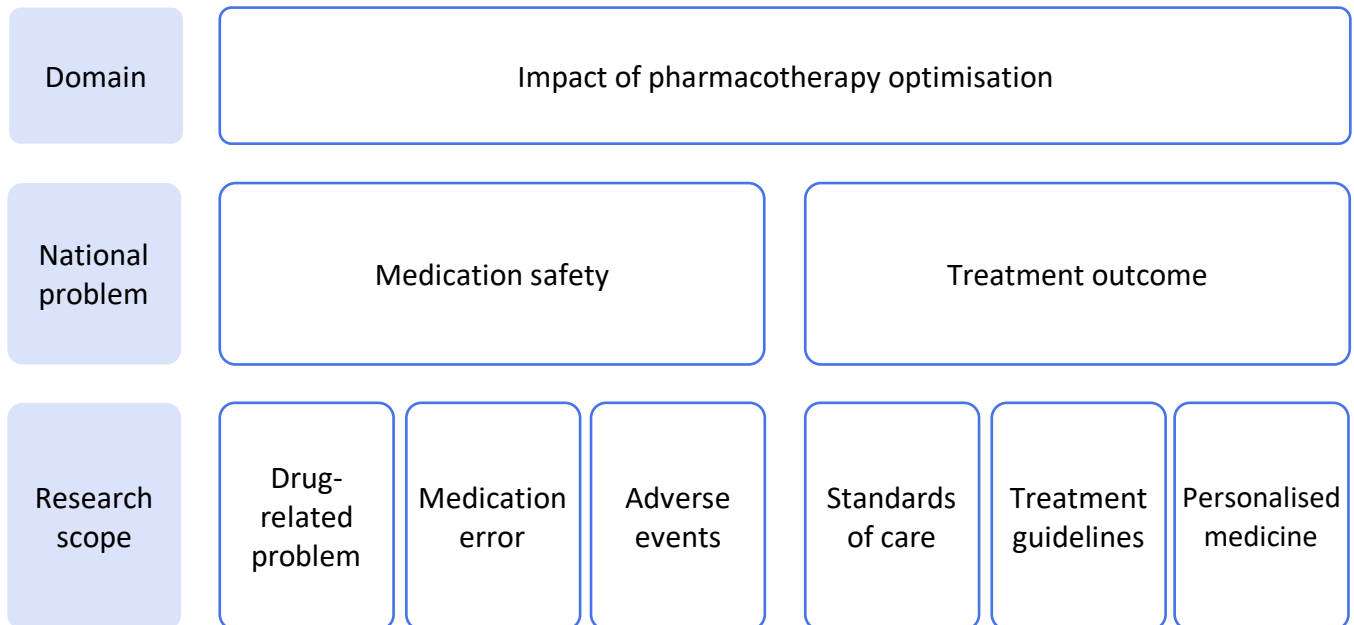 Domain
Impact of pharmacotherapy optimisation
National
problem
Medication safety
Treatment outcome
Research
scope
Drug-
related
problem
Medication
error
Adverse
events
Standards
of care
Treatment
guidelines
Personalised
medicine